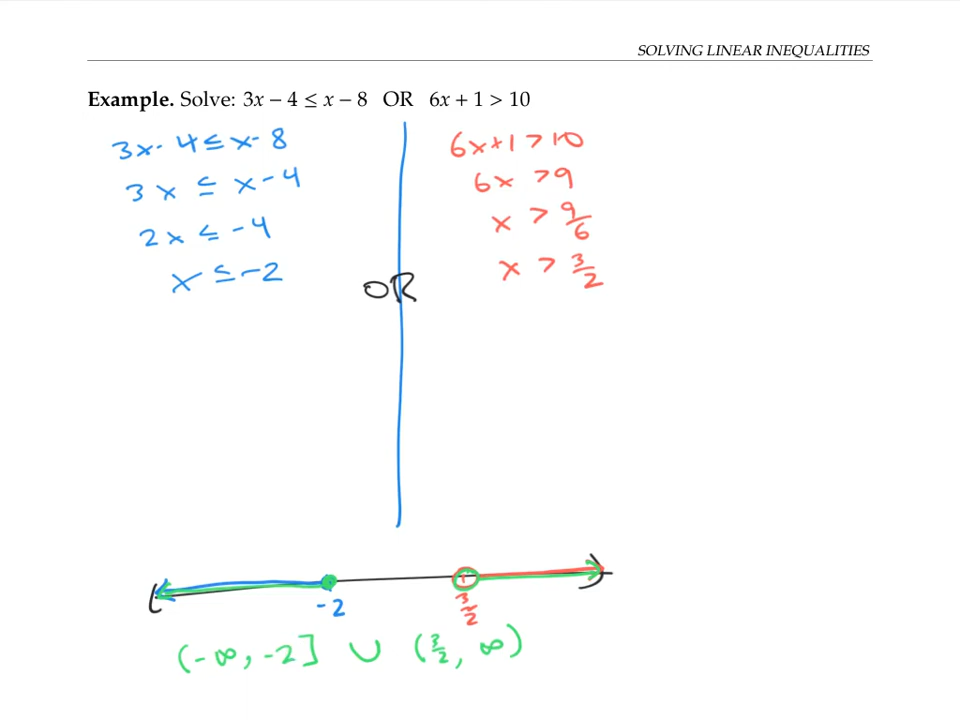 SOLVING LINEAR INEQUALITIES
Example. Solve: 3x − 4 ≤ x − 8 OR 6x + 1 > 10
3x - 4 ≤ x - 8
3x ≤ x - 4
2x ≤ -4
x ≤ -2
OR
6x + 1 > 10
6x > 9
x > 9/6
x > 3/2
-2
3/2
(-∞, -2] ∪ (3/2, ∞)